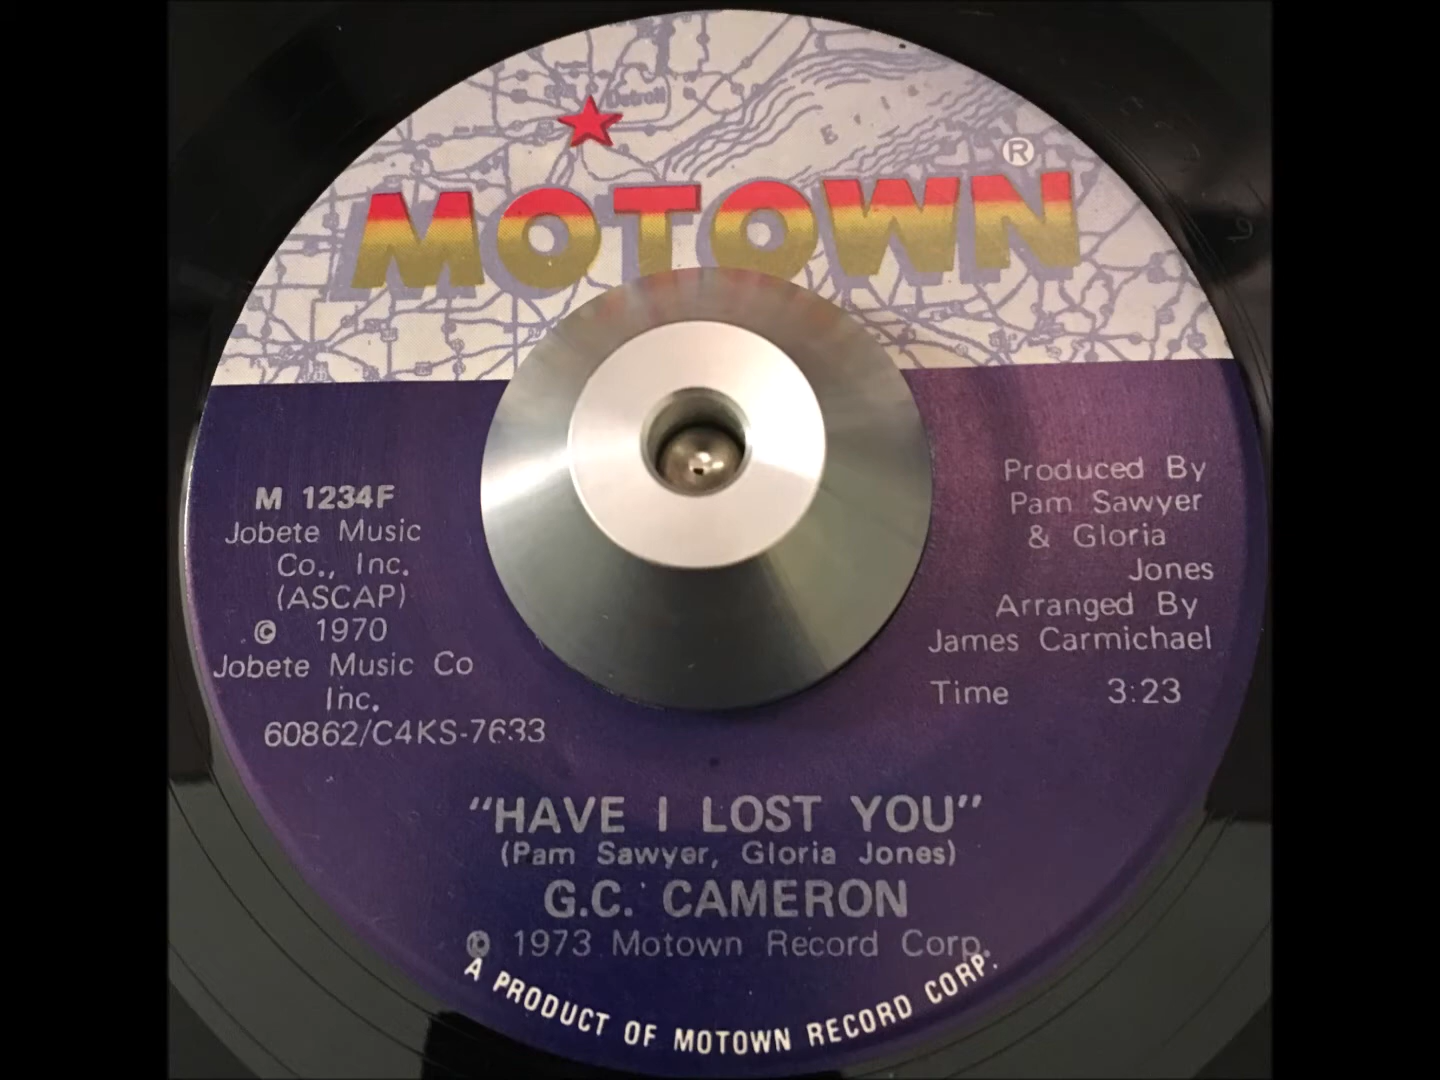 Detroit
Erie
®
MOTOWN
M 1234F
Jobete Music
Co., Inc.
(ASCAP)
© 1970
Jobete Music Co
Inc.
60862/C4KS-7633
Produced By
Pam Sawyer
& Gloria
Jones
Arranged By
James Carmichael
Time 3:23
"HAVE I LOST YOU"
(Pam Sawyer, Gloria Jones)
G.C. CAMERON
℗ 1973 Motown Record Corp.
A PRODUCT OF MOTOWN RECORD CORP.